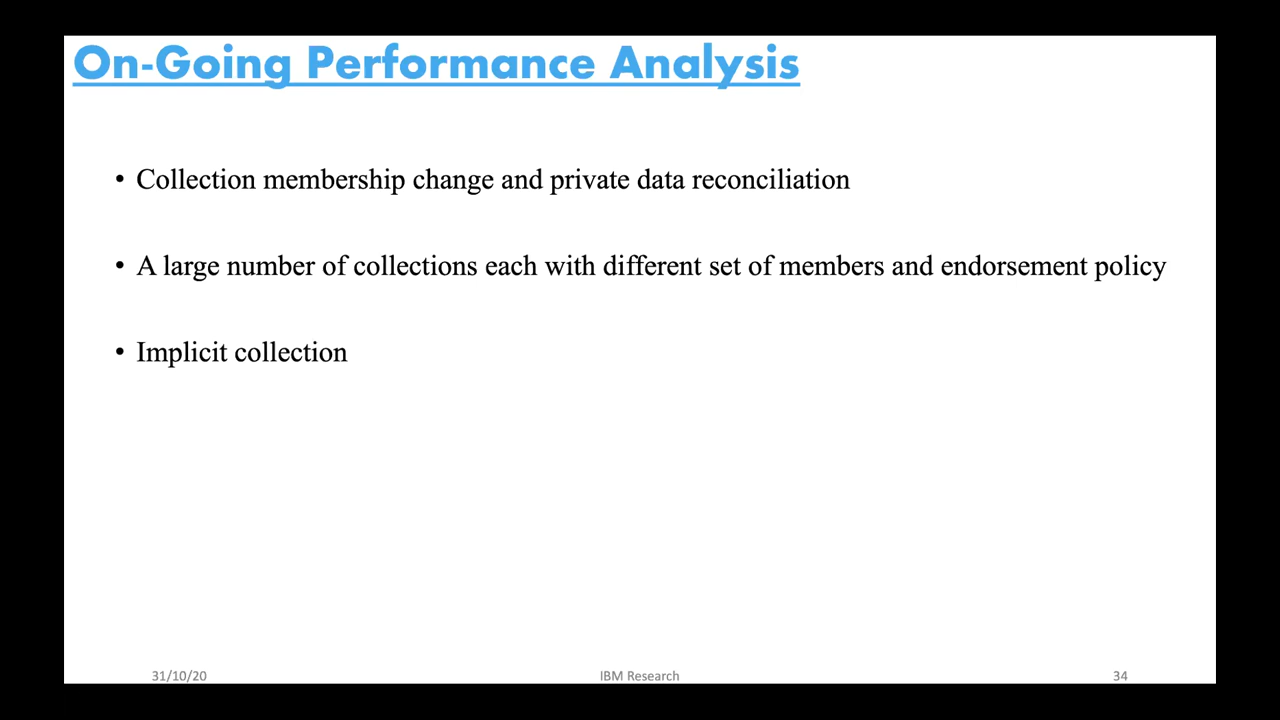 On-Going Performance Analysis
• Collection membership change and private data reconciliation
• A large number of collections each with different set of members and endorsement policy
• Implicit collection
31/10/20
IBM Research
34